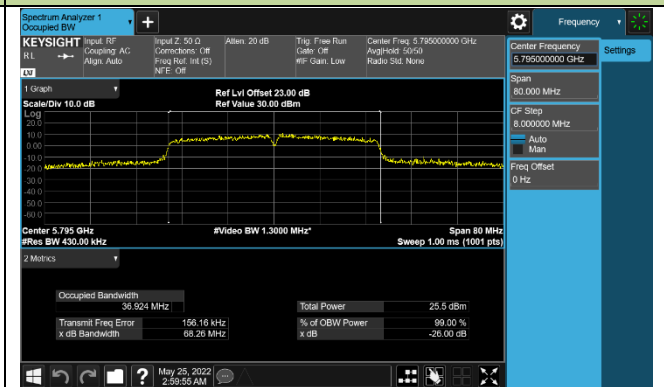 Spectrum Analyzer 1
Occupied BW
+
Frequency
KEYSIGHT
RL
LXI
Input: RF
Coupling: AC
Align: Auto
Input Z: 50 Ω
Corrections: Off
Freq Ref: Int (S)
NFE: Off
Atten: 20 dB
Trig: Free Run
Gate: Off
#IF Gain: Low
Center Freq: 5.795000000 GHz
Avg|Hold: 50/50
Radio Std: None
Center Frequency
5.795000000 GHz
Settings
Span
80.000 MHz
CF Step
8.000000 MHz
Auto
Man
Freq Offset
0 Hz
1 Graph
Scale/Div 10.0 dB
Ref Lvl Offset 23.00 dB
Ref Value 30.00 dBm
Log
20.0
10.0
0.00
-10.0
-20.0
-30.0
-40.0
-50.0
-60.0
Center 5.795 GHz
#Res BW 430.00 kHz
#Video BW 1.3000 MHz*
Span 80 MHz
Sweep 1.00 ms (1001 pts)
2 Metrics
Occupied Bandwidth
36.924 MHz
Total Power 25.5 dBm
Transmit Freq Error 156.16 kHz
% of OBW Power 99.00 %
x dB Bandwidth 68.26 MHz
x dB -26.00 dB
?
May 25, 2022
2:59:55 AM